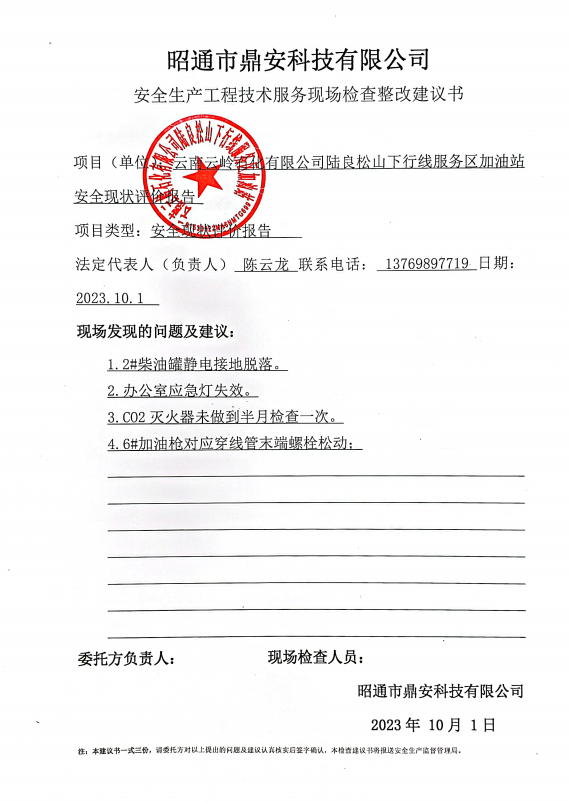 昭通市鼎安科技有限公司
安全生产工程技术服务现场检查整改建议书
项目（单位）：云南云岭石化有限公司陆良松山下行线服务区加油站
安全现状评价报告
项目类型：安全现状评价报告
法定代表人（负责人）陈云龙 联系电话：13769897719 日期：
2023.10.1
现场发现的问题及建议：
1.2#柴油罐静电接地脱落。
2.办公室应急灯失效。
3.CO2 灭火器未做到半月检查一次。
4.6#加油枪对应穿线管末端螺栓松动；
委托方负责人： 现场检查人员：
昭通市鼎安科技有限公司
2023 年 10 月 1 日
注：本建议书一式三份，请委托方对以上提出的问题及建议认真核实后签字确认，本检查建议书将报送安全生产监督管理局。